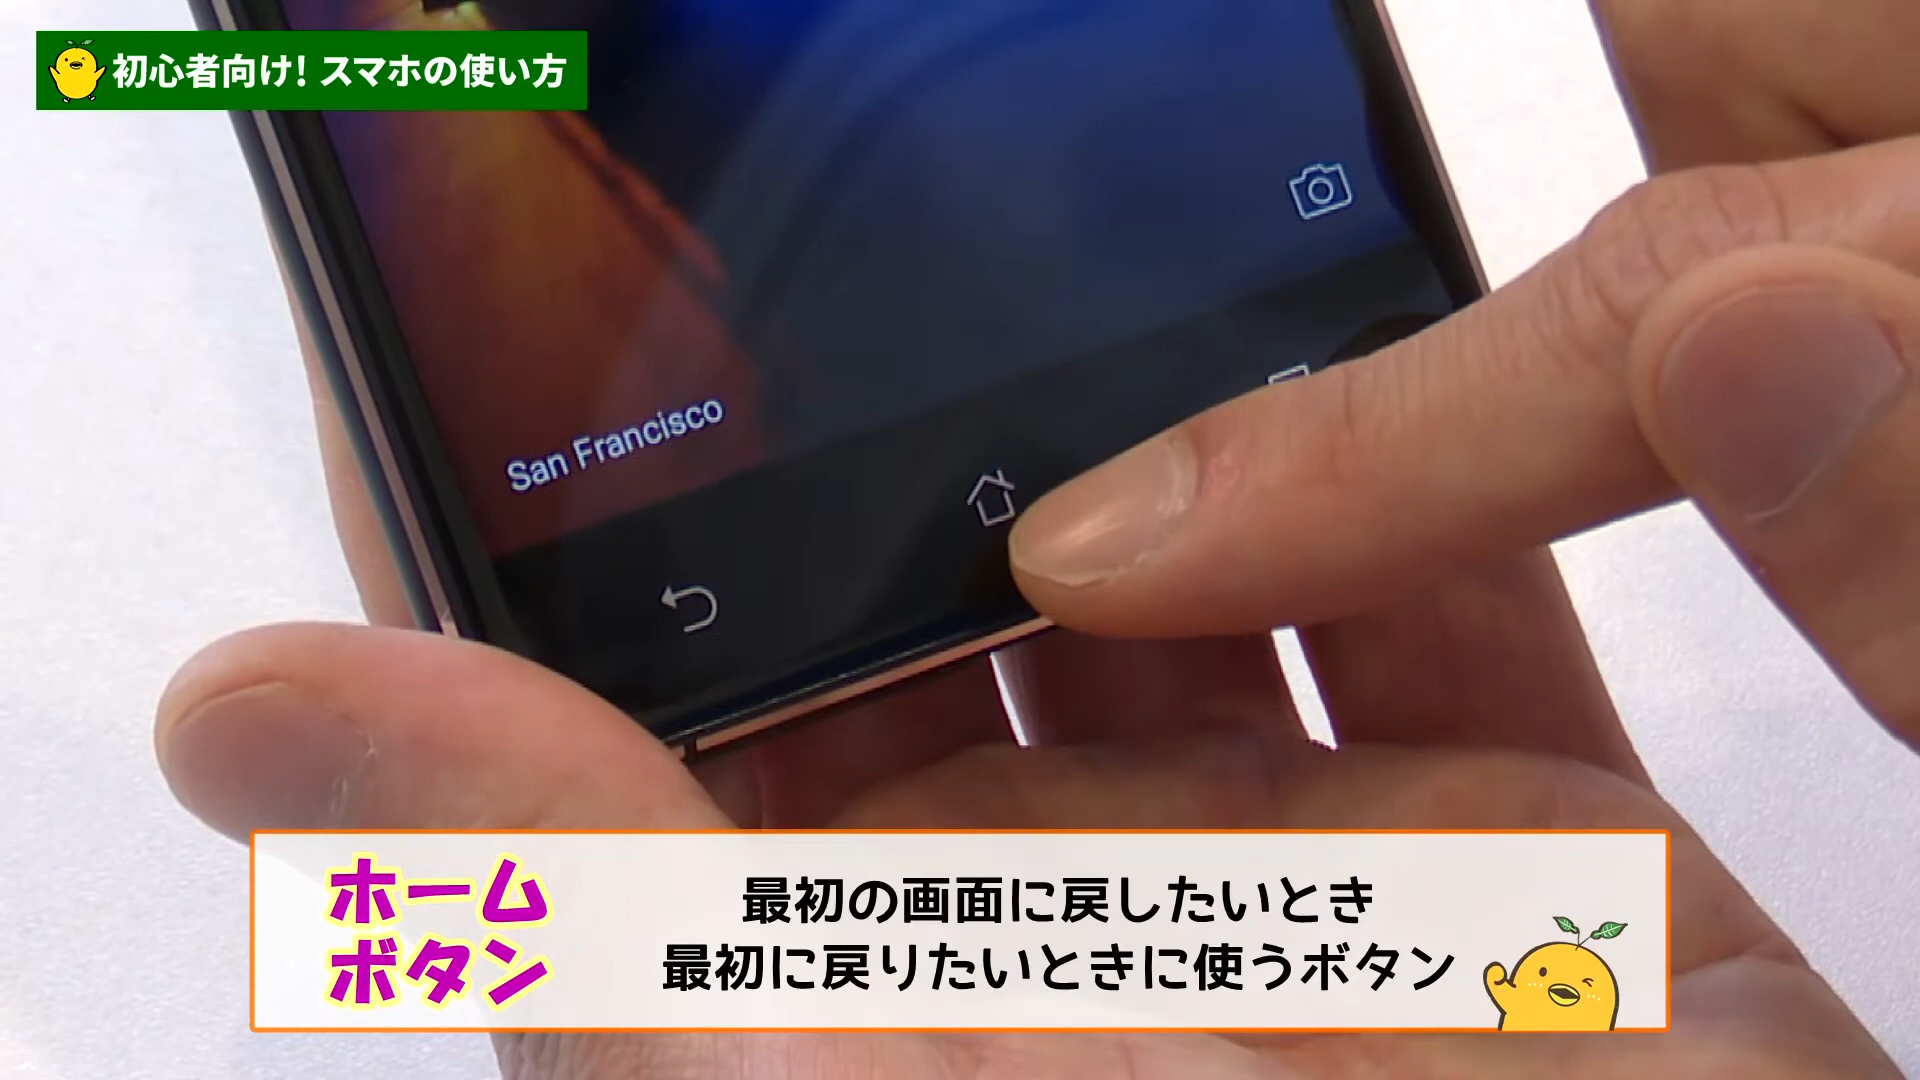 初心者向け！スマホの使い方
San Francisco
ホーム
ボタン
最初の画面に戻したいとき
最初に戻りたいときに使うボタン